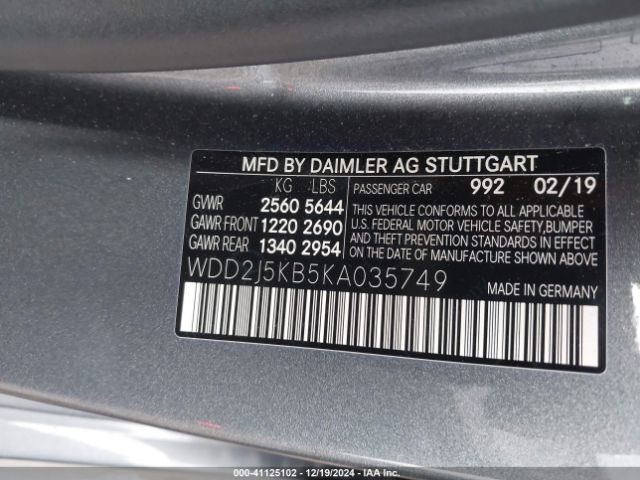 MFD BY DAIMLER AG STUTTGART
KG LBS PASSENGER CAR 992 02/19
GVWR 2560 5644
GAWR FRONT 1220 2690
GAWR REAR 1340 2954
THIS VEHICLE CONFORMS TO ALL APPLICABLE
U.S. FEDERAL MOTOR VEHICLE SAFETY,BUMPER
AND THEFT PREVENTION STANDARDS IN EFFECT
ON THE DATE OF MANUFACTURE SHOWN ABOVE
WDD2J5KB5KA035749 MADE IN GERMANY
000-41125102 - 12/19/2024 - IAA Inc.